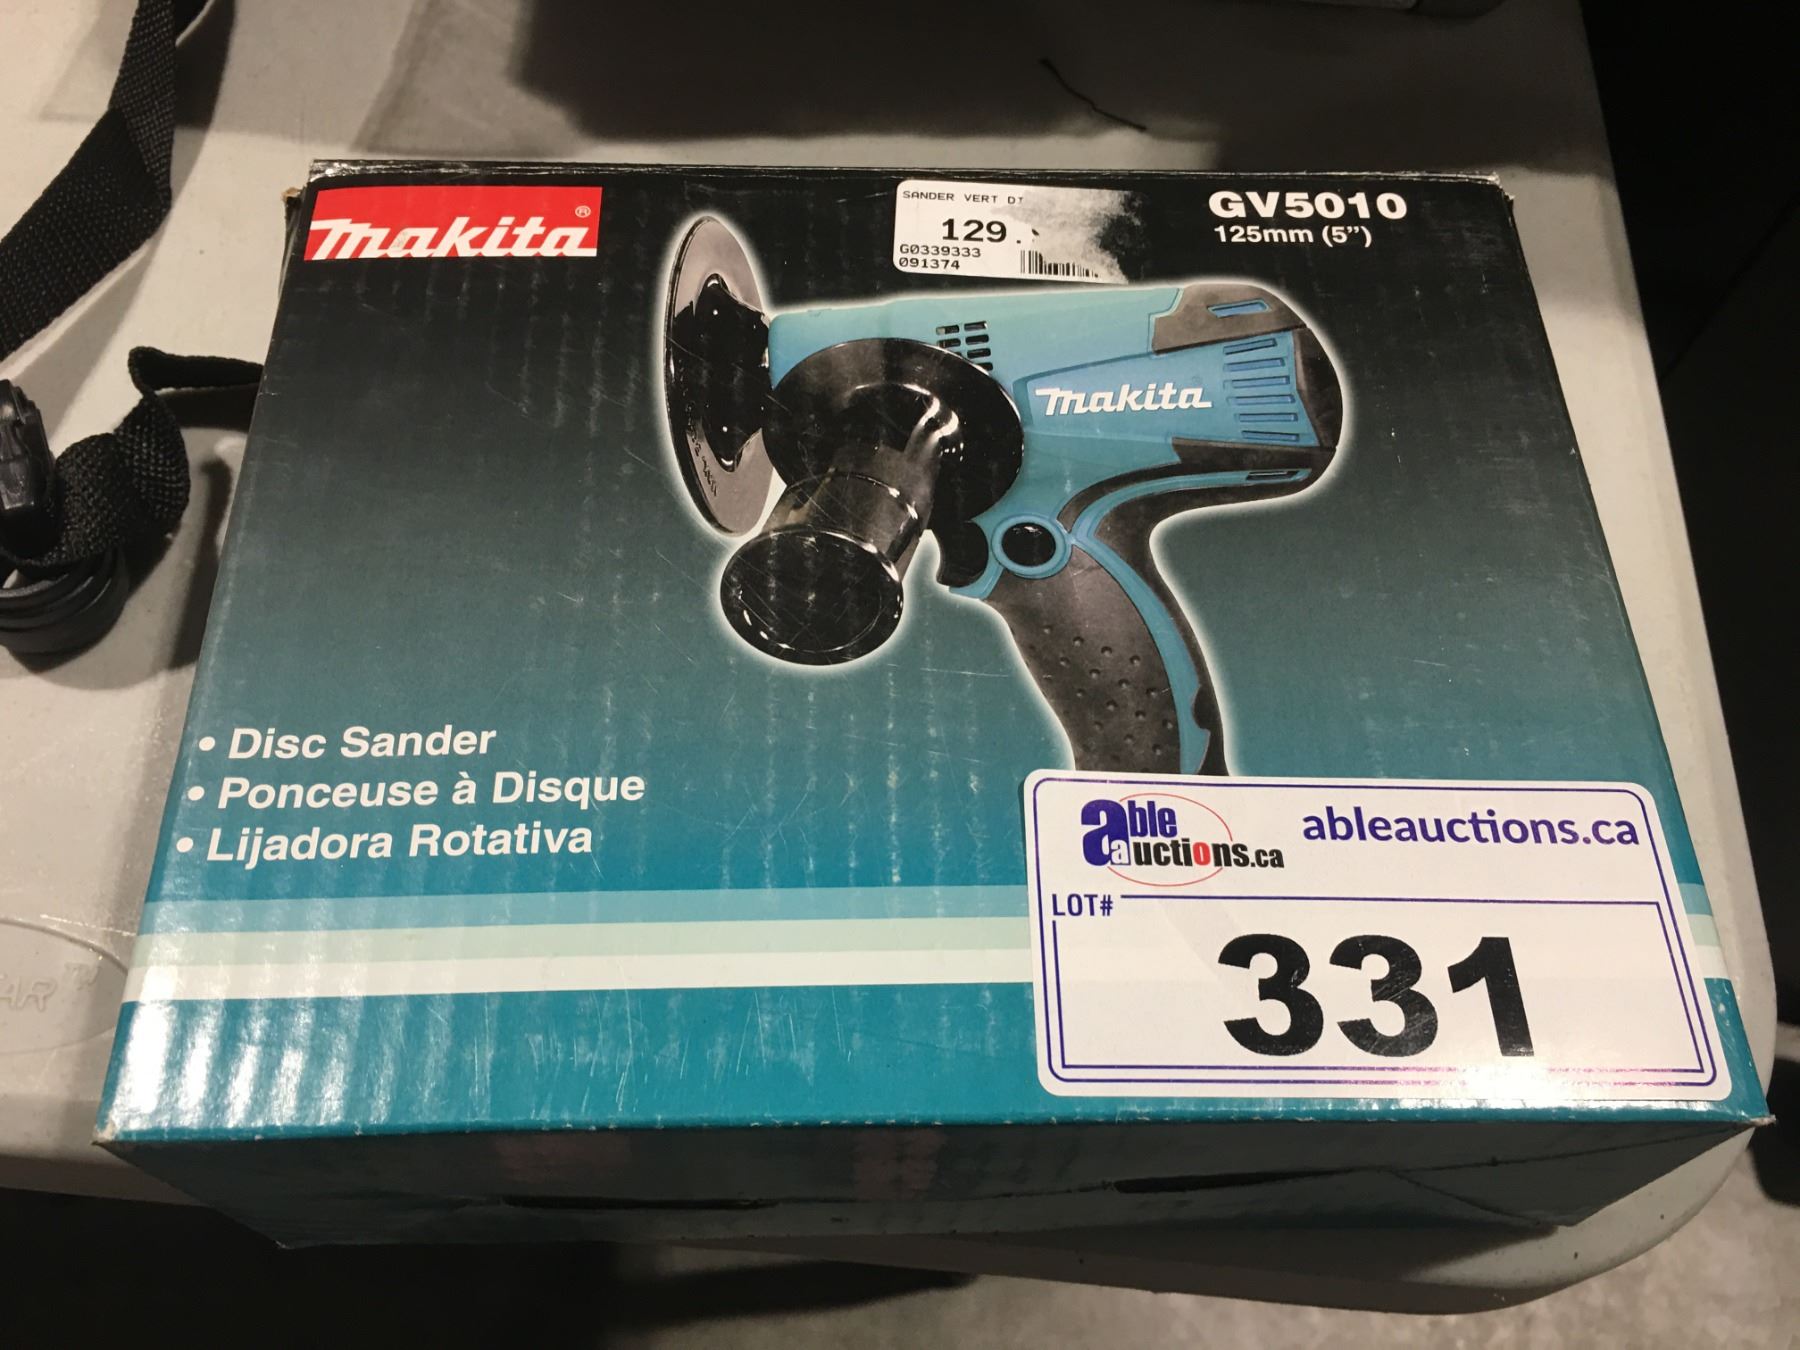 makita®
SANDER VERT
129.
G0339333
091374
GV5010
125mm (5")
makita
• Disc Sander
• Ponceuse à Disque
• Lijadora Rotativa
able auctions.ca
ableauctions.ca
LOT#
331